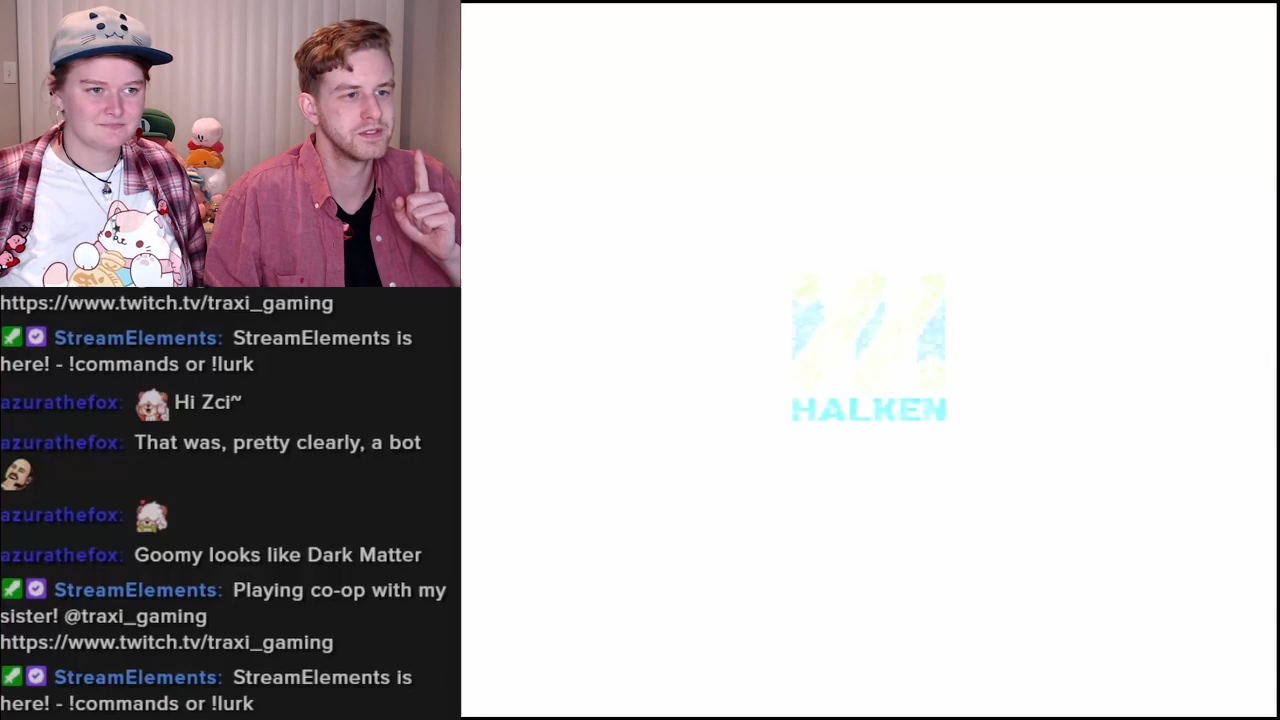 https://www.twitch.tv/traxi_gaming
StreamElements: StreamElements is
here! - !commands or !lurk
azurathefox: Hi Zci~
azurathefox: That was, pretty clearly, a bot
azurathefox:
azurathefox: Goomy looks like Dark Matter
StreamElements: Playing co-op with my
sister! @traxi_gaming
https://www.twitch.tv/traxi_gaming
StreamElements: StreamElements is
here! - !commands or !lurk
HALKEN